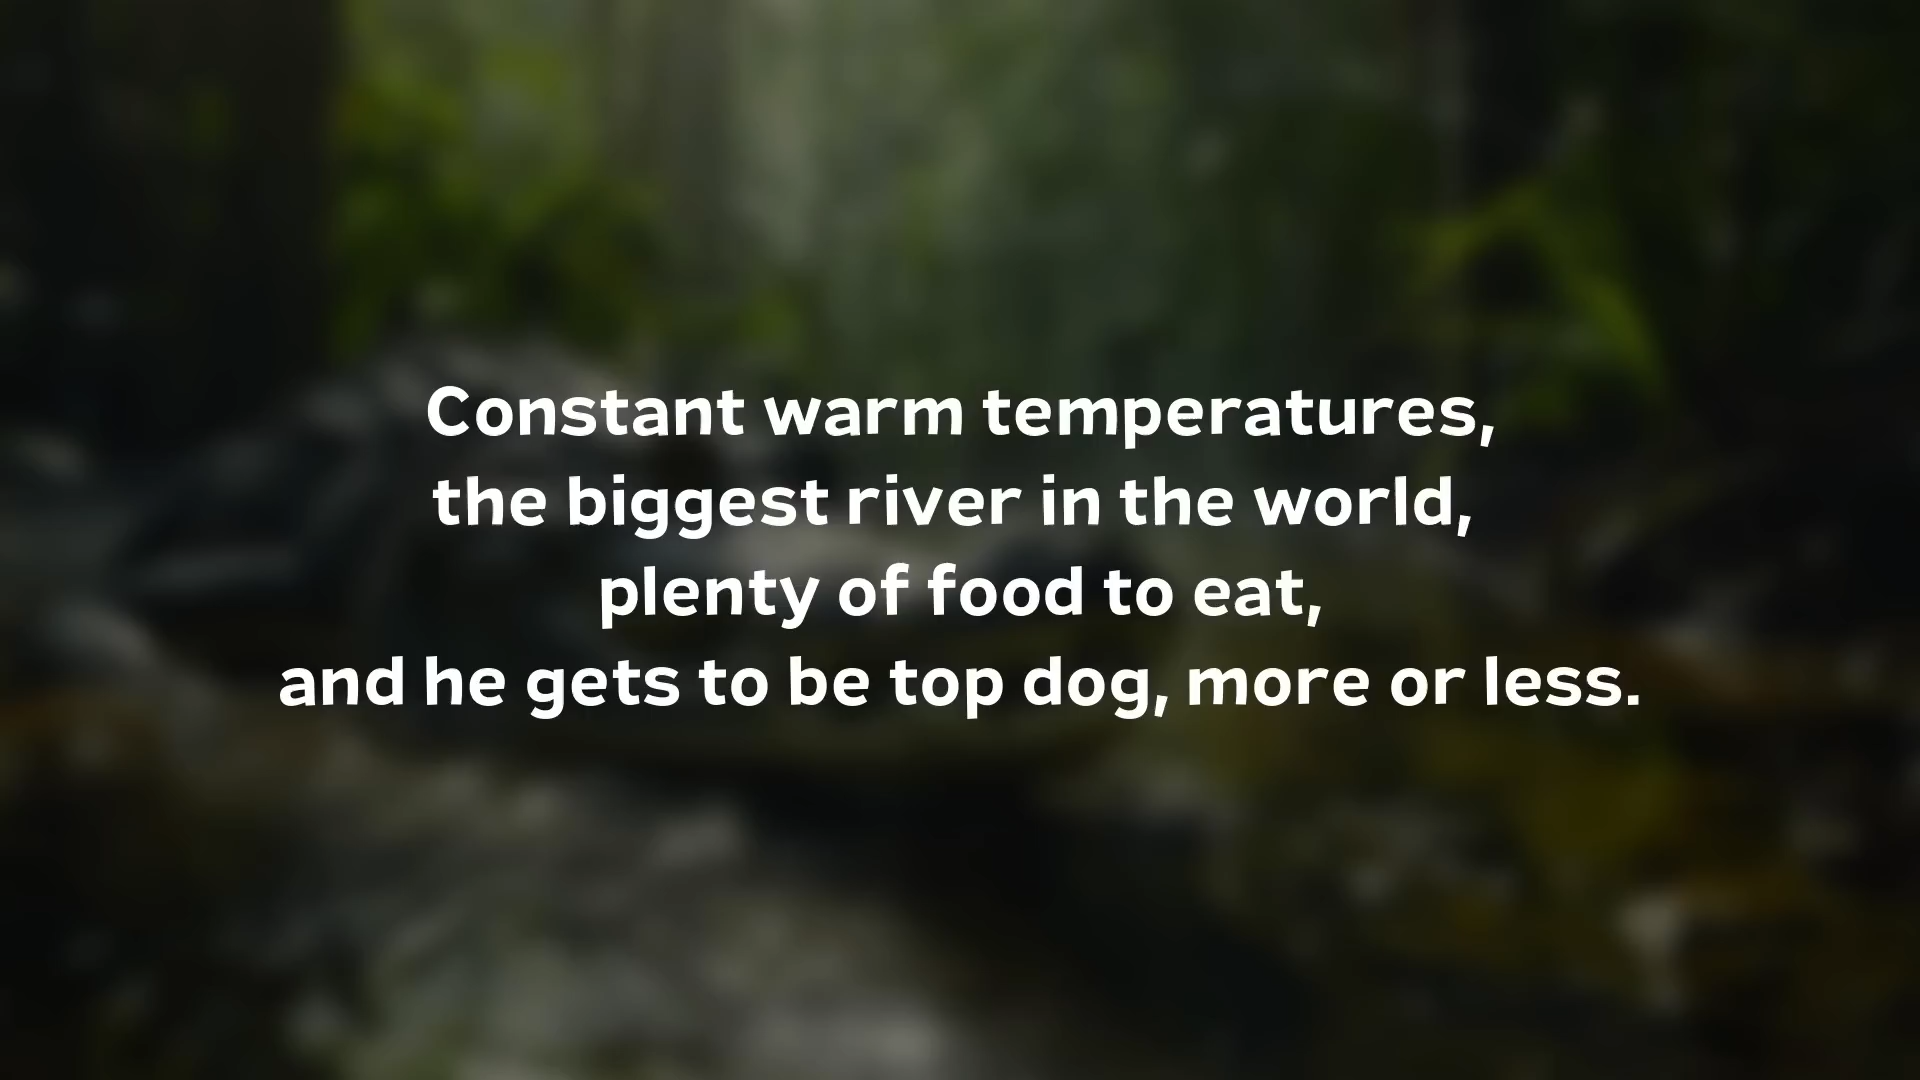 Constant warm temperatures,
the biggest river in the world,
plenty of food to eat,
and he gets to be top dog, more or less.